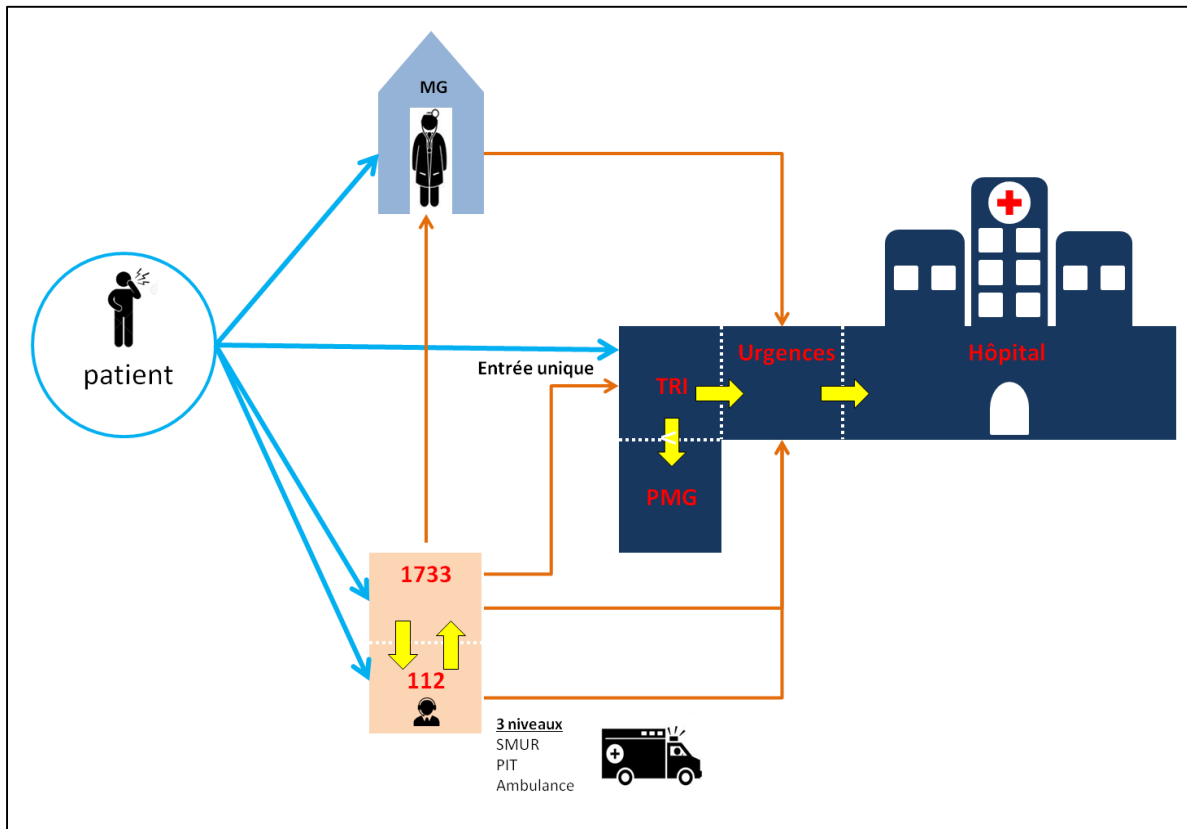 MG
patient
Entrée unique
TRI
Urgences
Hôpital
PMG
1733
112
3 niveaux
SMUR
PIT
Ambulance